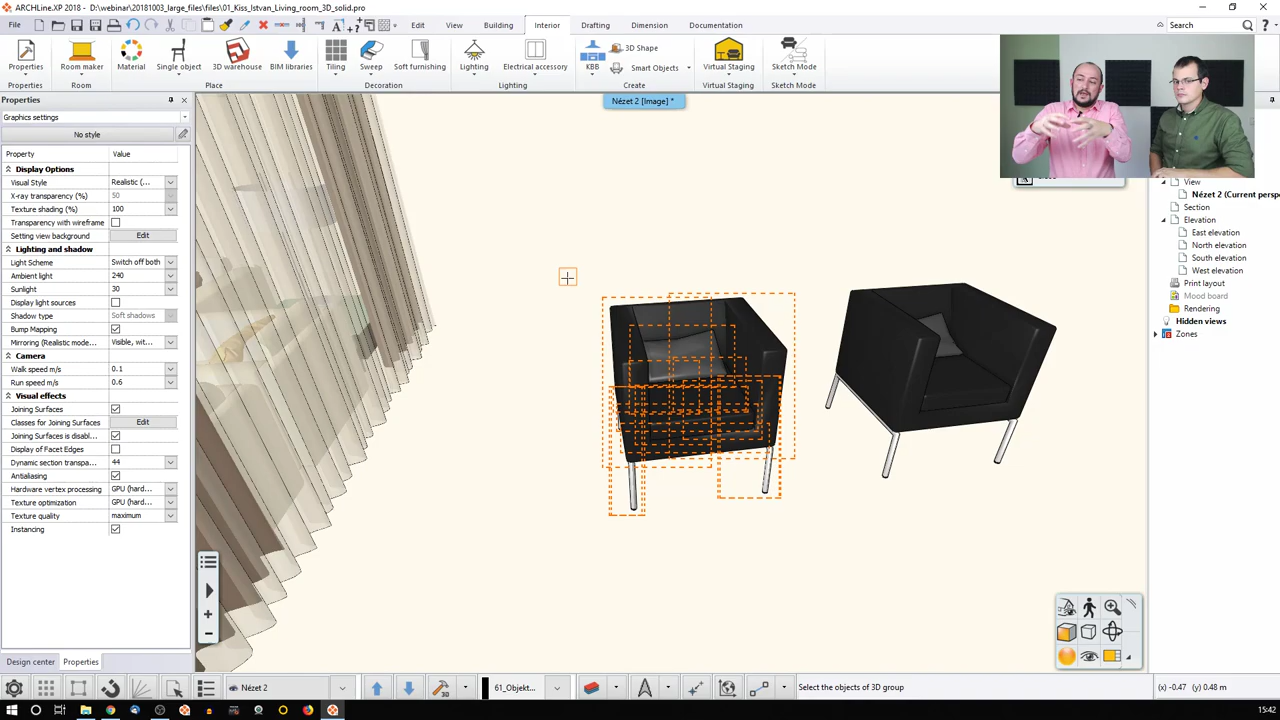 ARCHLine.XP 2018 - D:\webinar\20181003_large_files\files\01_Kiss_Istvan_Living_room_3D_solid.pro
Edit View Building Interior Drafting Dimension Documentation Search
Properties Room maker Material Single object 3D warehouse BIM libraries Tiling Sweep Soft furnishing Lighting Electrical accessory KBB 3D Shape Smart Objects Virtual Staging Sketch Mode
Properties Room Place Decoration Lighting Create Virtual Staging Sketch Mode
Properties
Nézet 2 [Image] *
Graphics settings
No style
Property Value
Display Options
Visual Style Realistic (...
X-ray transparency (%) 50
Texture shading (%) 100
Transparency with wireframe
Setting view background Edit
Lighting and shadow
Light Scheme Switch off both
Ambient light 240
Sunlight 30
Display light sources
Shadow type Soft shadows
Bump Mapping
Mirroring (Realistic mode... Visible, wit...
Camera
Walk speed m/s 0.1
Run speed m/s 0.6
Visual effects
Joining Surfaces
Classes for Joining Surfaces Edit
Joining Surfaces is disabl...
Display of Facet Edges
Dynamic section transpa... 44
Antialiasing
Hardware vertex processing GPU (hard...
Texture optimization GPU (hard...
Texture quality maximum
Instancing
View
Nézet 2 (Current persp
Section
Elevation
East elevation
North elevation
South elevation
West elevation
Print layout
Mood board
Rendering
Hidden views
Zones
Design center Properties
Nézet 2 61_Objekt... Select the objects of 3D group (x) -0.47 (y) 0.48 m
15:42